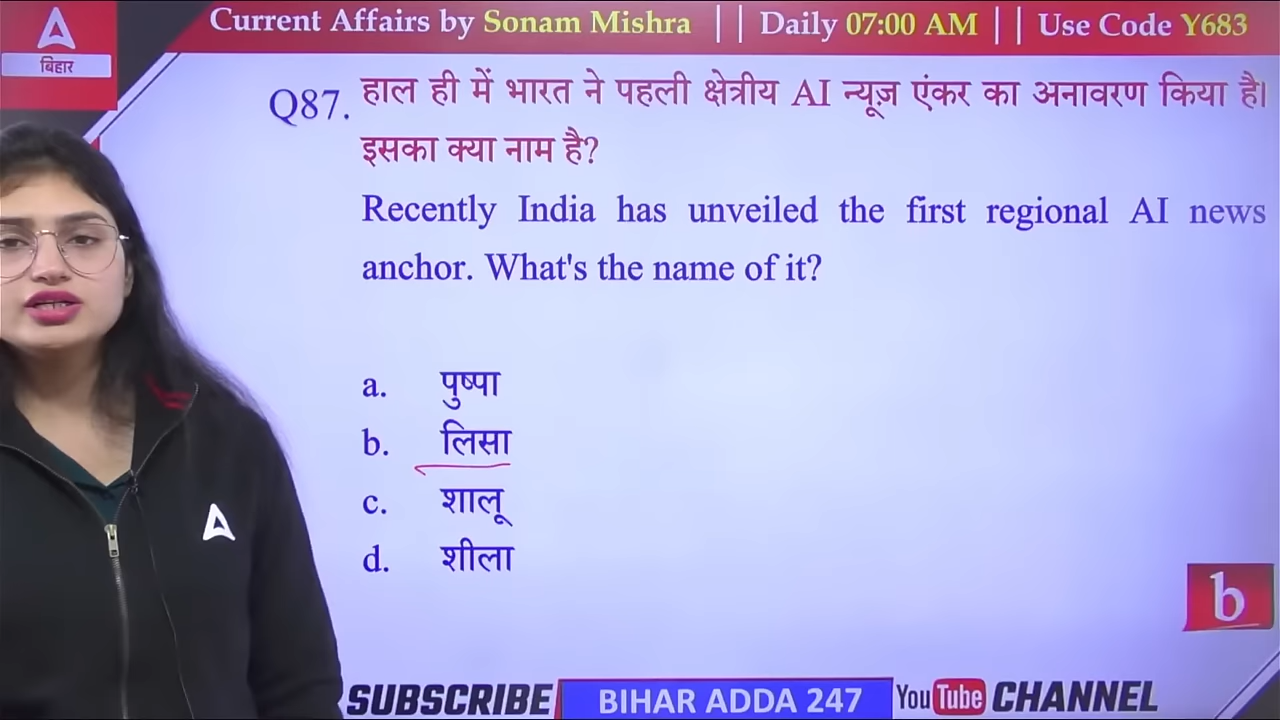 Current Affairs by Sonam Mishra || Daily 07:00 AM || Use Code Y683
बिहार
Q87. हाल ही में भारत ने पहली क्षेत्रीय AI न्यूज़ एंकर का अनावरण किया है।
इसका क्या नाम है?
Recently India has unveiled the first regional AI news
anchor. What's the name of it?
a. पुष्पा
b. लिसा
c. शालू
d. शीला
b
SUBSCRIBE BIHAR ADDA 247 YouTube CHANNEL